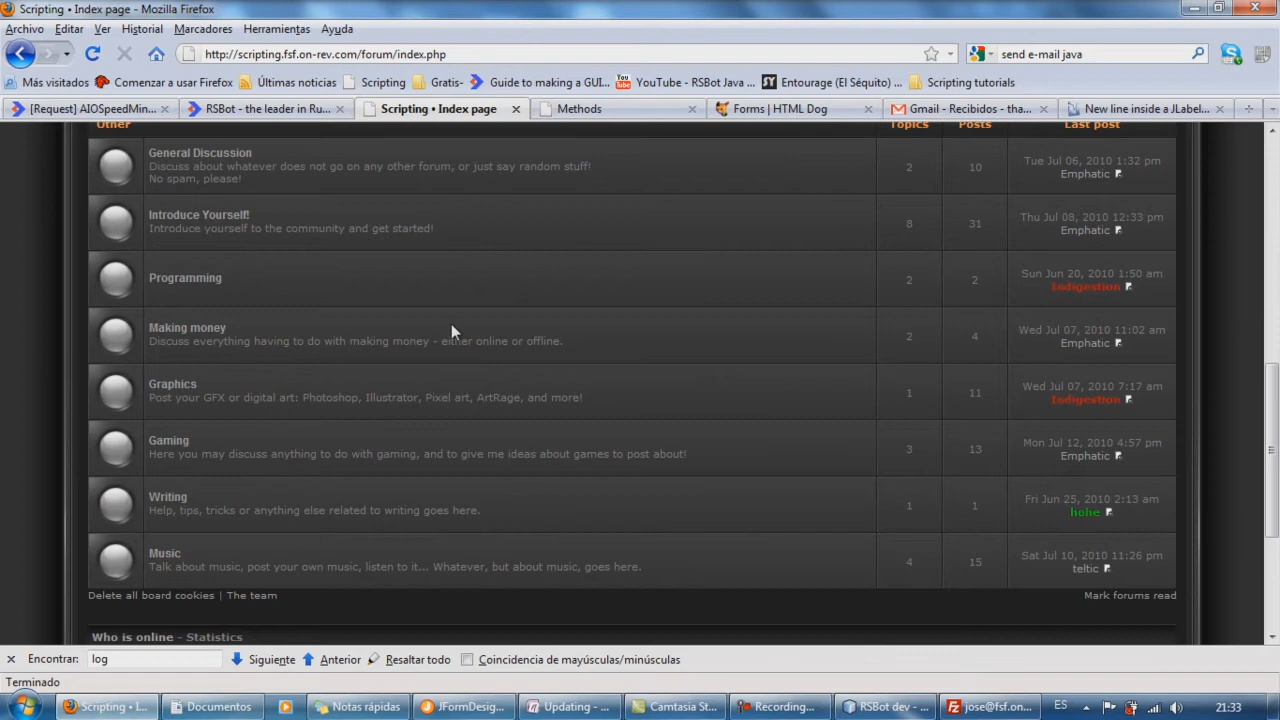 Scripting • Index page - Mozilla Firefox
Archivo Editar Ver Historial Marcadores Herramientas Ayuda
http://scripting.fsf.on-rev.com/forum/index.php
send e-mail java
Más visitados Comenzar a usar Firefox Últimas noticias Scripting Gratis- Guide to making a GUI... YouTube - RSBot Java ... Entourage (El Séquito) ... Scripting tutorials
[Request] AIOSpeedMin... RSBot - the leader in Ru... Scripting • Index page Methods Forms | HTML Dog Gmail - Recibidos - tha... New line inside a JLabel...
Other Topics Posts Last post
General Discussion
Discuss about whatever does not go on any other forum, or just say random stuff!
No spam, please!
2 10 Tue Jul 06, 2010 1:32 pm
Emphatic
Introduce Yourself!
Introduce yourself to the community and get started!
8 31 Thu Jul 08, 2010 12:33 pm
Emphatic
Programming
2 2 Sun Jun 20, 2010 1:50 am
Indigestion
Making money
Discuss everything having to do with making money - either online or offline.
2 4 Wed Jul 07, 2010 11:02 am
Emphatic
Graphics
Post your GFX or digital art: Photoshop, Illustrator, Pixel art, ArtRage, and more!
1 11 Wed Jul 07, 2010 7:17 am
Indigestion
Gaming
Here you may discuss anything to do with gaming, and to give me ideas about games to post about!
3 13 Mon Jul 12, 2010 4:57 pm
Emphatic
Writing
Help, tips, tricks or anything else related to writing goes here.
1 1 Fri Jun 25, 2010 2:13 am
hohe
Music
Talk about music, post your own music, listen to it... Whatever, but about music, goes here.
4 15 Sat Jul 10, 2010 11:26 pm
teltic
Delete all board cookies | The team Mark forums read
Who is online - Statistics
Encontrar: log Siguiente Anterior Resaltar todo Coincidencia de mayúsculas/minúsculas
Terminado
Scripting • I... Documentos Notas rápidas JFormDesig... Updating - ... Camtasia St... Recording... RSBot dev - ... jose@fsf.on... ES 21:33